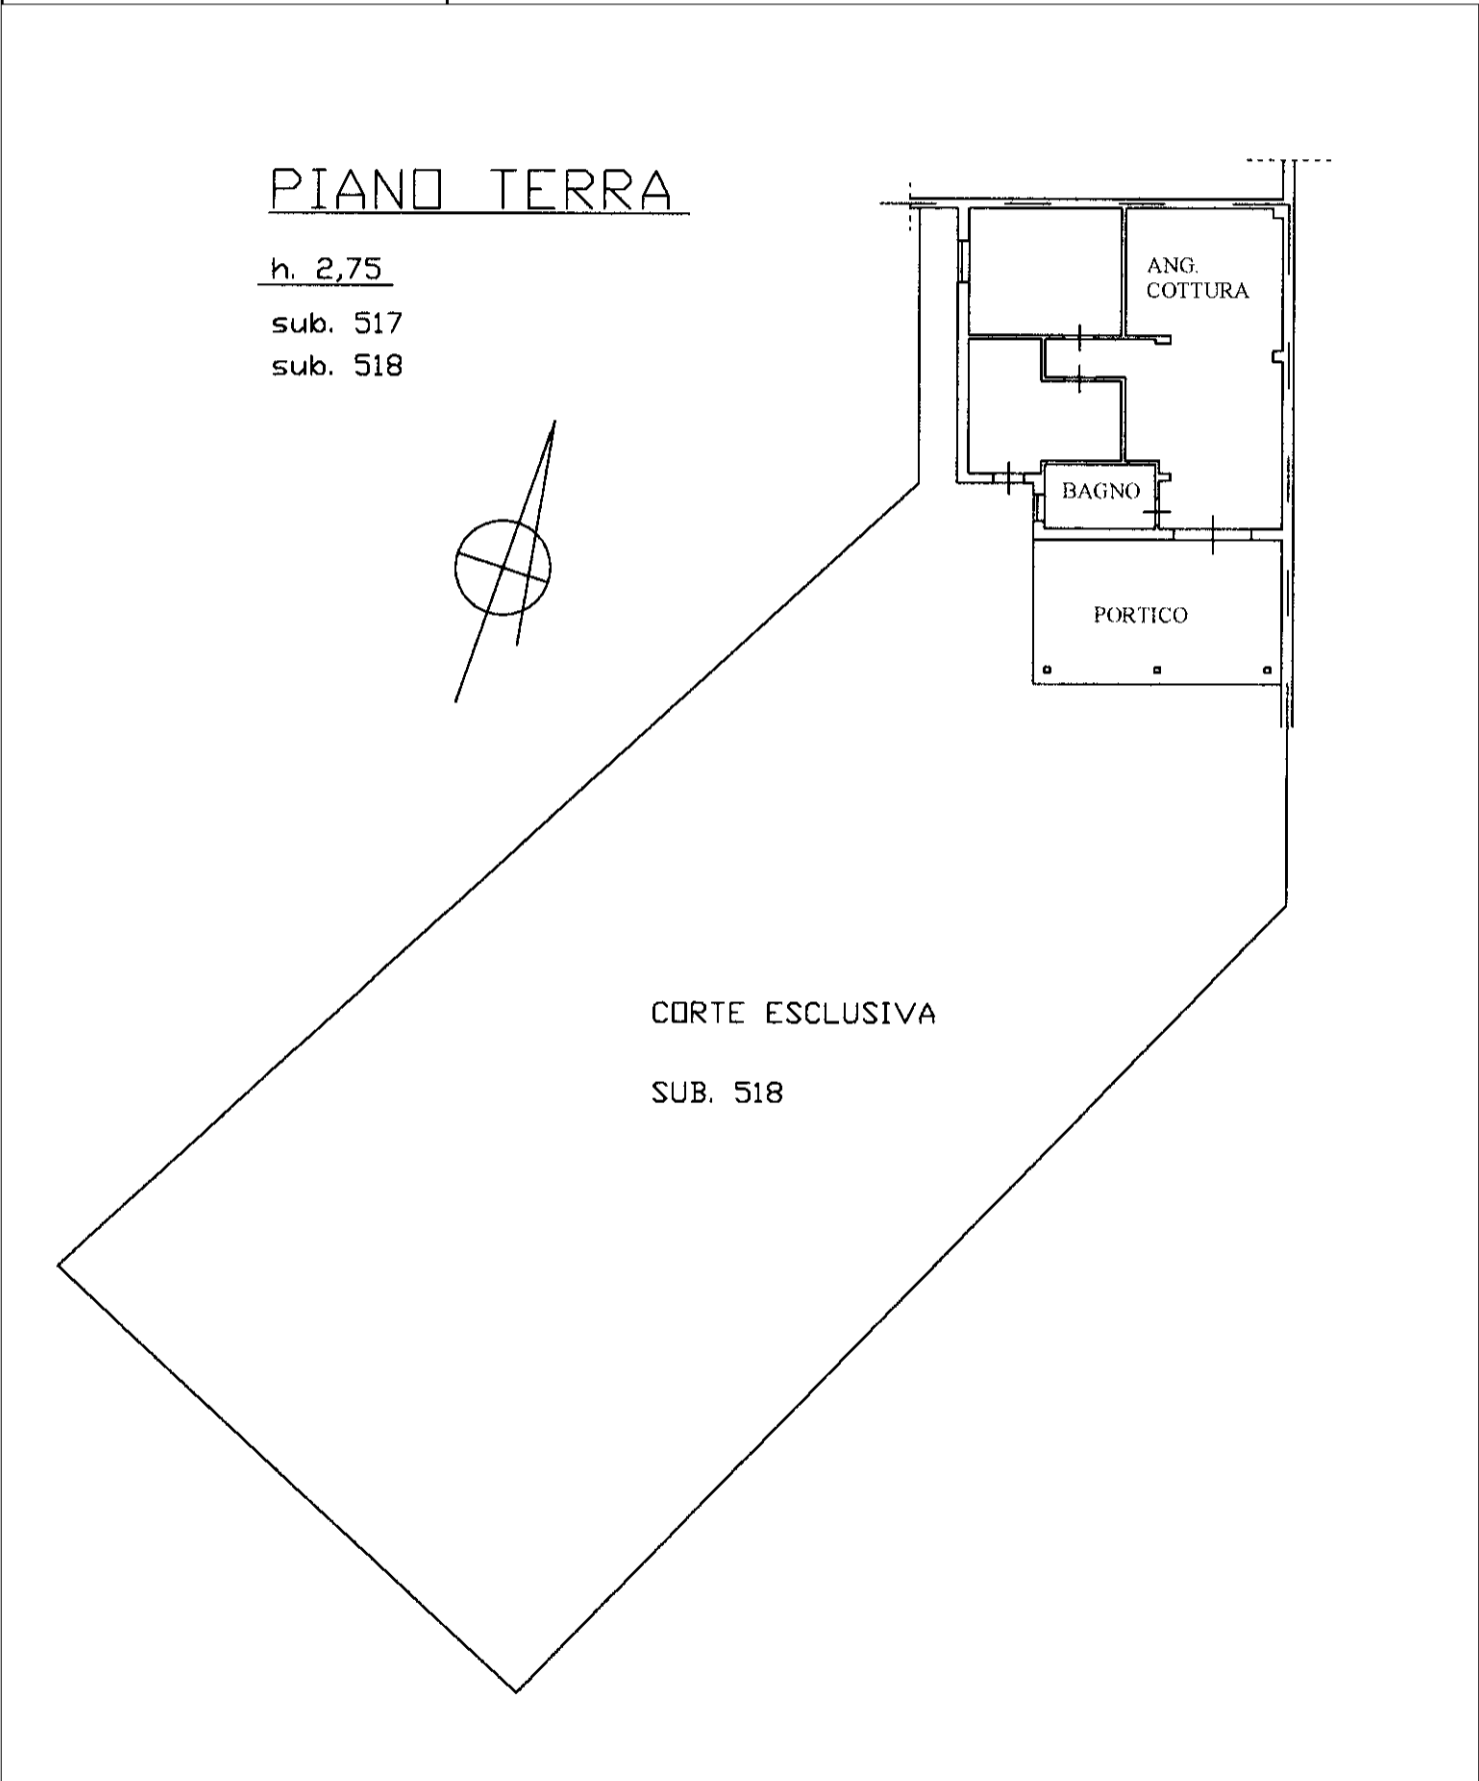 PIANO TERRA
h. 2,75
sub. 517
sub. 518
ANG.
COTTURA
BAGNO
PORTICO
CORTE ESCLUSIVA
SUB. 518